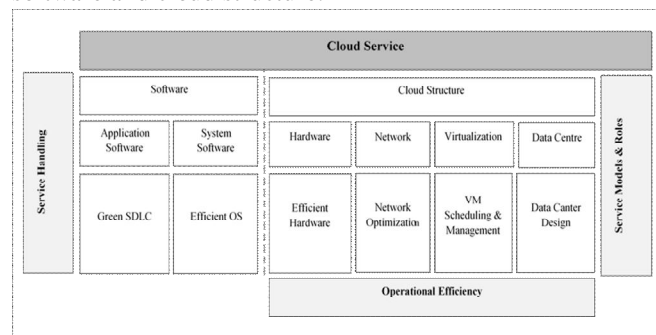 Cloud Service
Service Handling
Software
Cloud Structure
Application
Software
System
Software
Hardware
Network
Virtualization
Data Centre
Green SDLC
Efficient OS
Efficient
Hardware
Network
Optimization
VM
Scheduling &
Management
Data Canter
Design
Service Models & Roles
Operational Efficiency